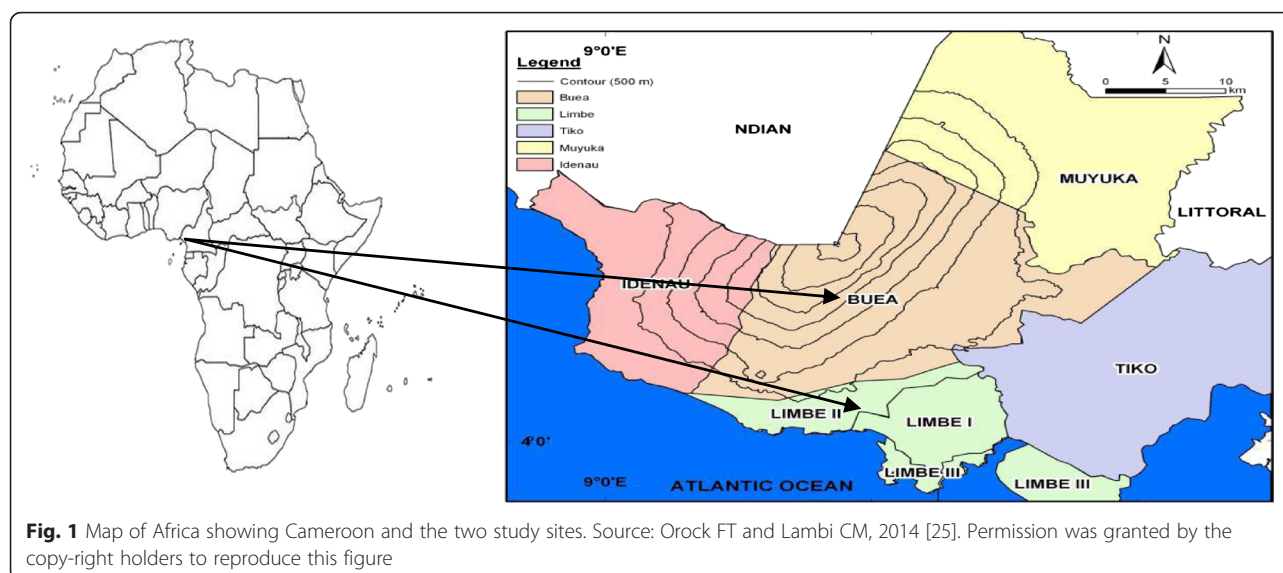 9°0'E
Legend
Contour (500 m)
Buea
Limbe
Tiko
Muyuka
Idenau
N
0 5 10
km
NDIAN
MUYUKA
LITTORAL
IDENAU
BUEA
TIKO
LIMBE II
LIMBE I
4°0'
LIMBE III
LIMBE III
9°0'E
ATLANTIC OCEAN
Fig. 1 Map of Africa showing Cameroon and the two study sites. Source: Orock FT and Lambi CM, 2014 [25]. Permission was granted by the
copy-right holders to reproduce this figure